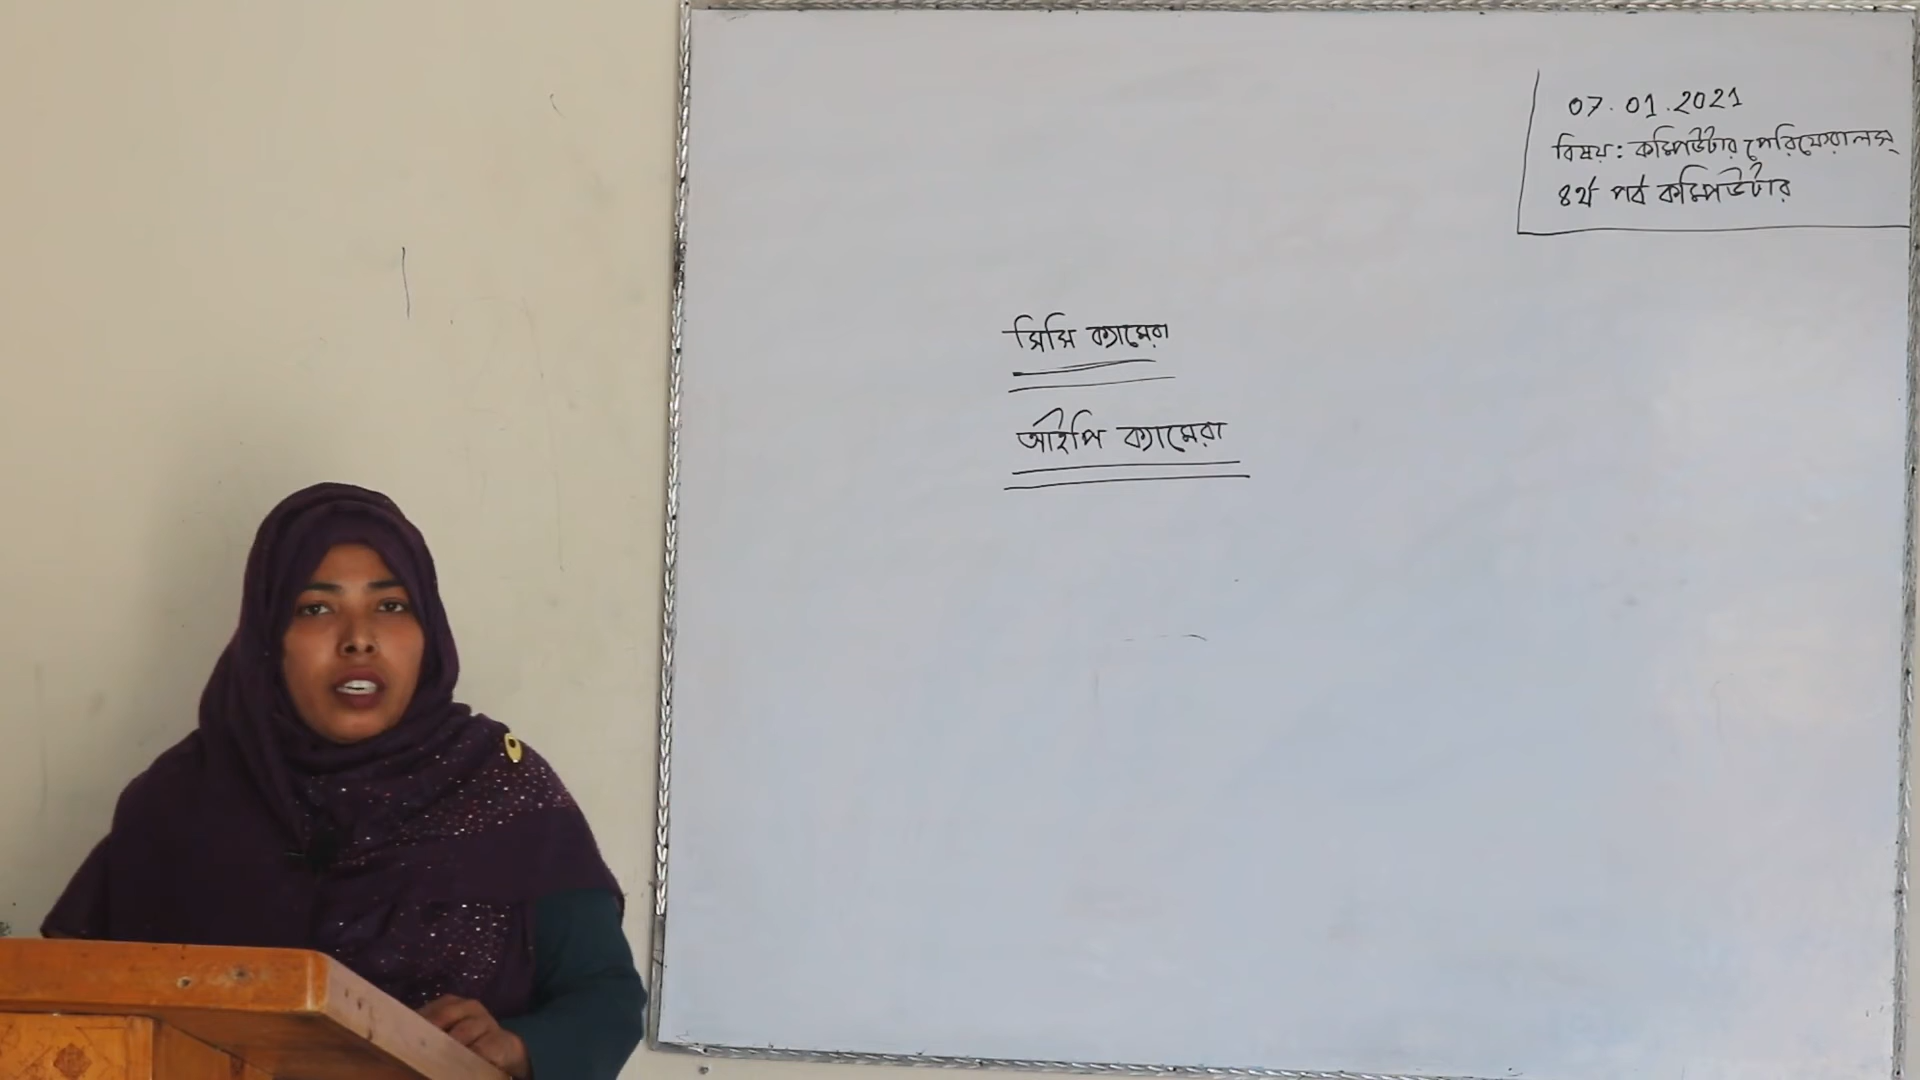 07.01.2021
বিষয়: কম্পিউটার পেরিফেরালস্
৪র্থ পর্ব কম্পিউটার
সিসি ক্যামেরা
আইপি ক্যামেরা